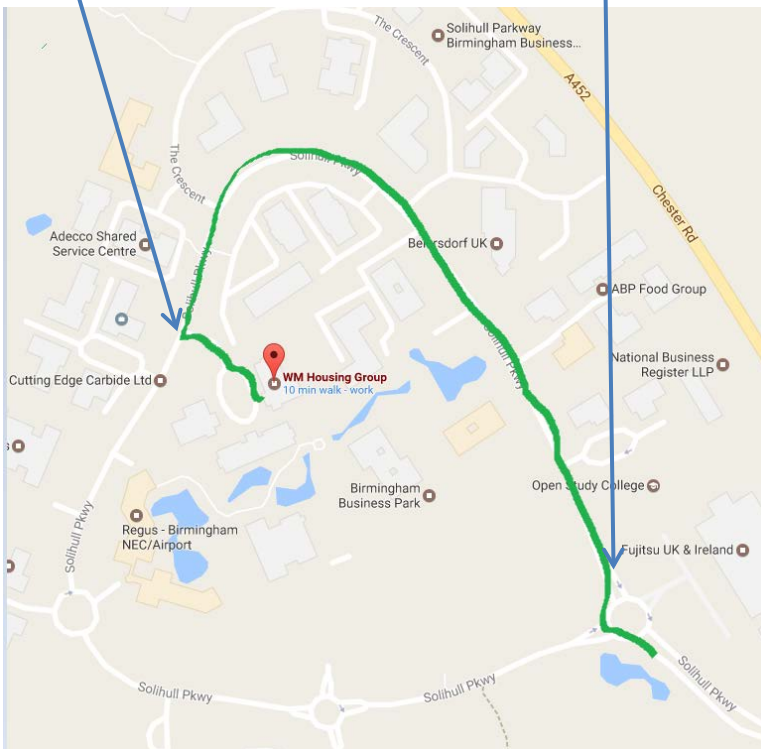 The Crescent
Solihull Parkway
Birmingham Business...
A452
Chester Rd
Solihull Pkwy
The Crescent
Adecco Shared
Service Centre
Solihull Pkwy
Beiersdorf UK
ABP Food Group
Solihull Pkwy
Cutting Edge Carbide Ltd
WM Housing Group
10 min walk - work
National Business
Register LLP
s
Birmingham
Business Park
Open Study College
Regus - Birmingham
NEC/Airport
Solihull Pkwy
Fujitsu UK & Ireland
Solihull Pkwy
Solihull Pkwy
Solihull Pkwy